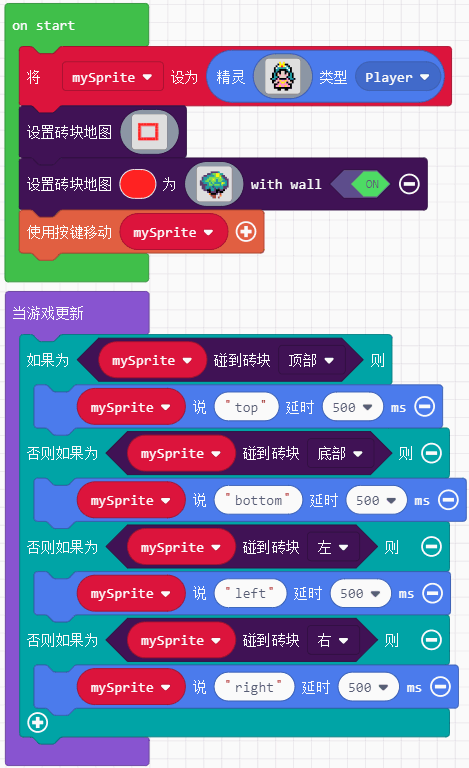 on start
将 mySprite 设为 精灵 类型 Player
设置砖块地图
设置砖块地图 为 with wall ON
使用按键移动 mySprite
当游戏更新
如果为 mySprite 碰到砖块 顶部 则
mySprite 说 "top" 延时 500 ms
否则如果为 mySprite 碰到砖块 底部 则
mySprite 说 "bottom" 延时 500 ms
否则如果为 mySprite 碰到砖块 左 则
mySprite 说 "left" 延时 500 ms
否则如果为 mySprite 碰到砖块 右 则
mySprite 说 "right" 延时 500 ms